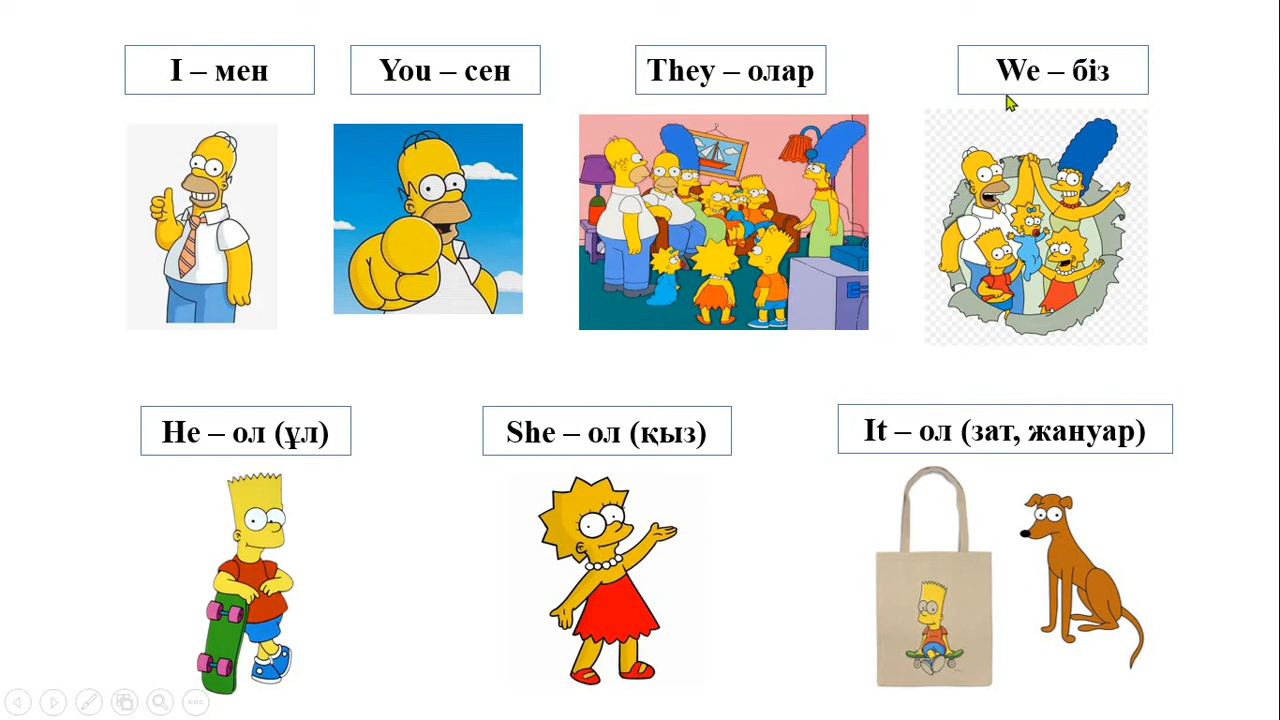 I – мен
You – сен
They – олар
We – біз
He – ол (ұл)
She – ол (қыз)
It – ол (зат, жануар)